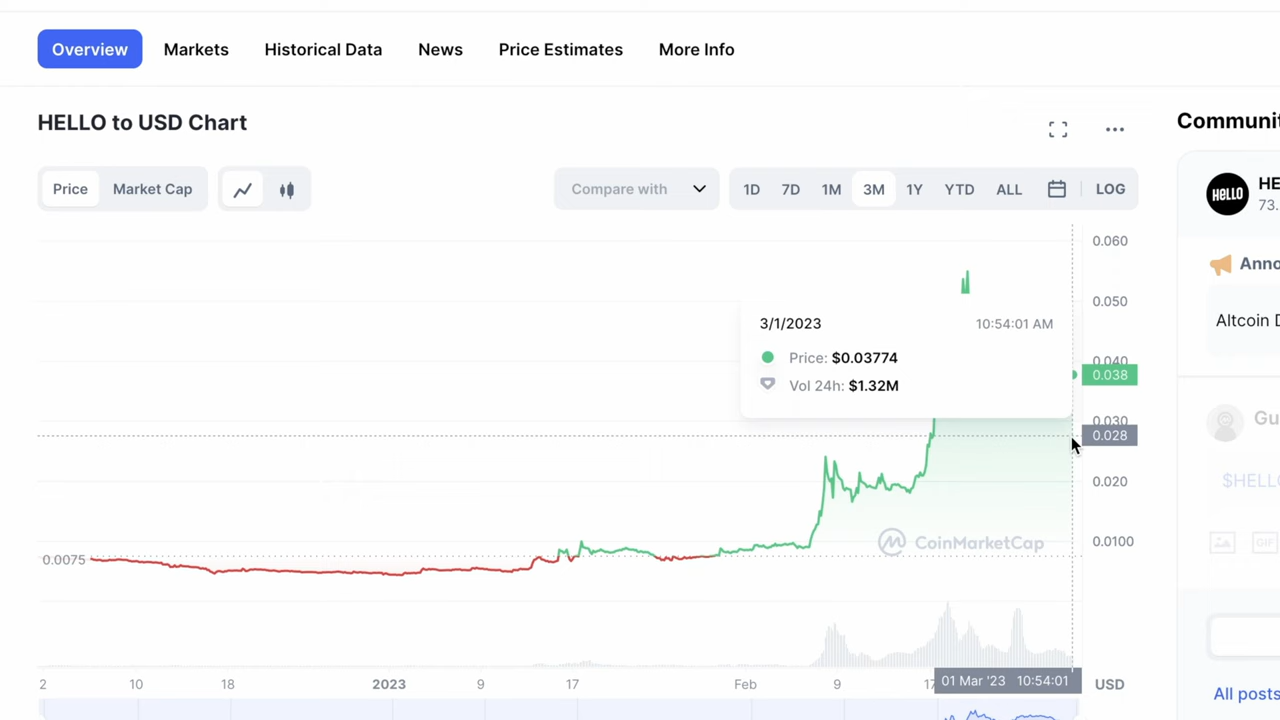 Overview Markets Historical Data News Price Estimates More Info
HELLO to USD Chart
Communit
Price Market Cap
Compare with
1D 7D 1M 3M 1Y YTD ALL LOG
HELLO
HE
73.
Anno
Altcoin D
0.060
0.050
0.040
0.038
0.030
0.028
0.020
0.0100
3/1/2023 10:54:01 AM
Price: $0.03774
Vol 24h: $1.32M
Gu
$HELLO
GIF
CoinMarketCap
0.0075
2 10 18 2023 9 17 Feb 9 17 01 Mar '23 10:54:01 USD
All posts